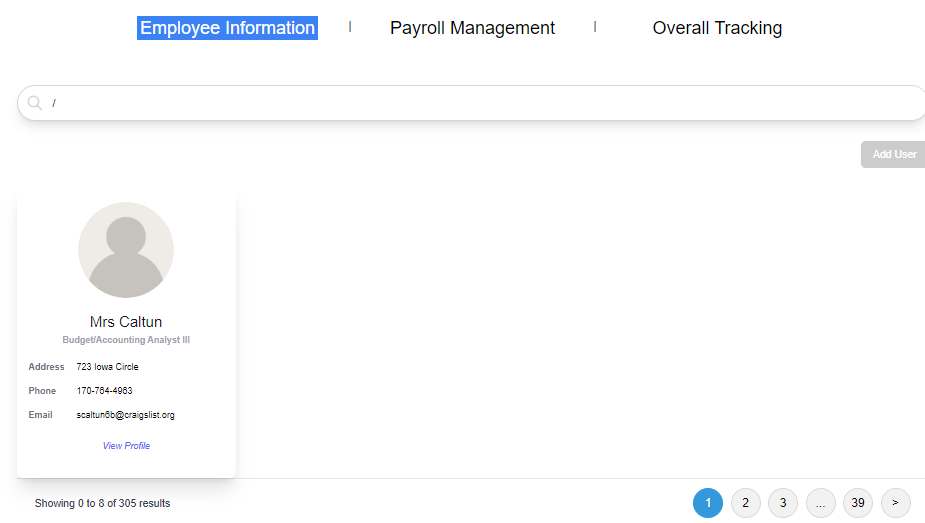 Employee Information | Payroll Management | Overall Tracking
/
Add User
Mrs Caltun
Budget/Accounting Analyst III
Address 723 Iowa Circle
Phone 170-764-4963
Email scaltun6b@craigslist.org
View Profile
Showing 0 to 8 of 305 results 1 2 3 ... 39 >